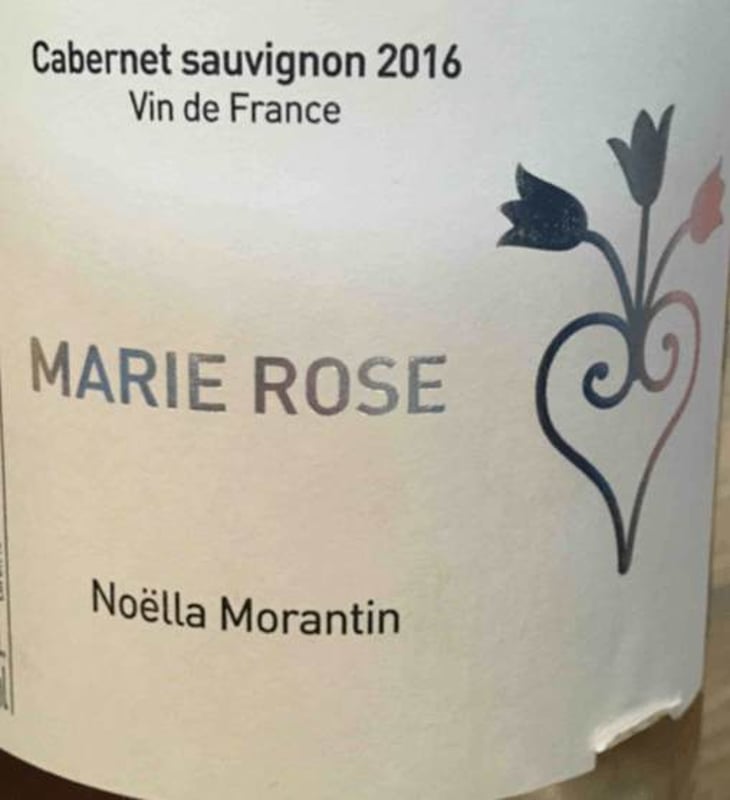 Cabernet sauvignon 2016
Vin de France
MARIE ROSE
Noëlla Morantin